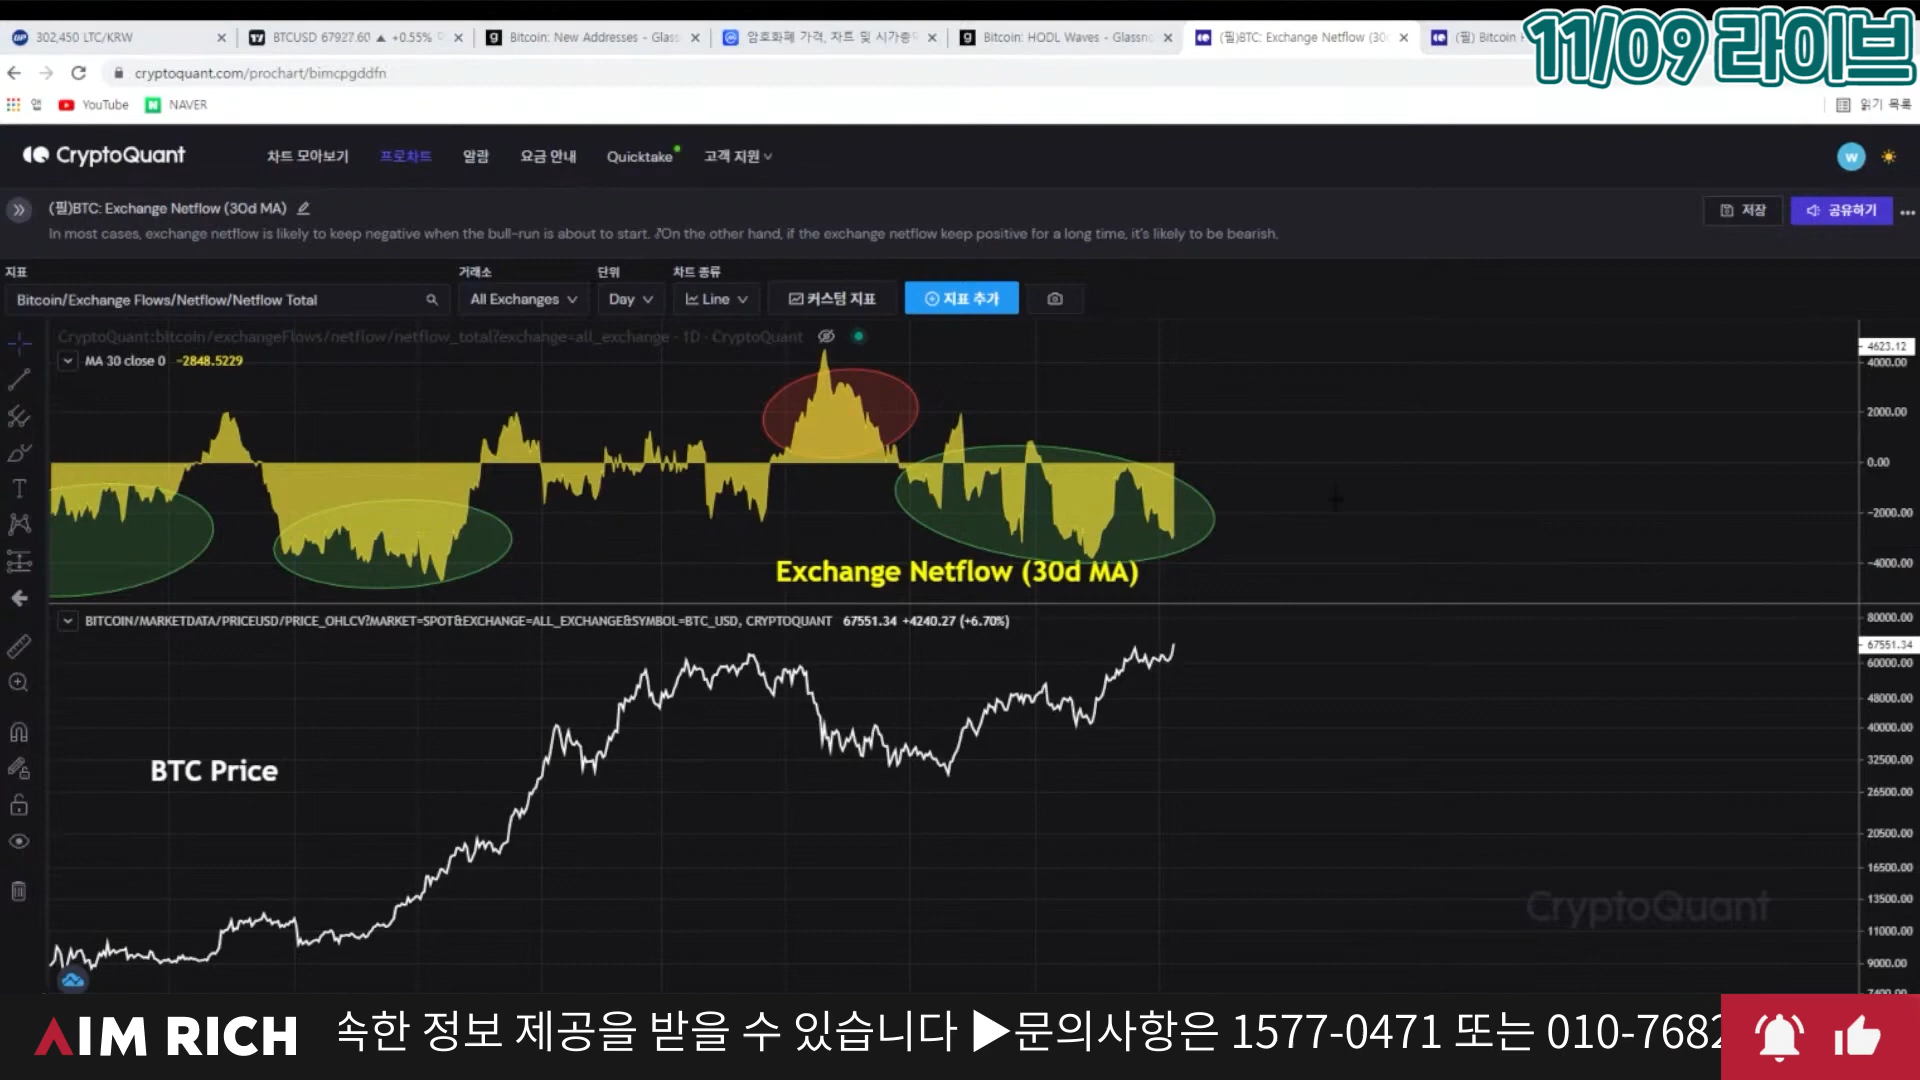 11/09 라이브
302,450 LTC/KRW
BTCUSD 67927.60 ▲ +0.55%
Bitcoin: New Addresses - Glass
암호화폐 가격, 차트 및 시가총
Bitcoin: HODL Waves - Glassn
(필)BTC: Exchange Netflow (30
(필) Bitcoin
cryptoquant.com/prochart/bimcpgddfn
앱 YouTube NAVER 읽기 목록
CryptoQuant 차트 모아보기 프로차트 알람 요금 안내 Quicktake 고객 지원 W
(필)BTC: Exchange Netflow (30d MA)
저장 공유하기
In most cases, exchange netflow is likely to keep negative when the bull-run is about to start. On the other hand, if the exchange netflow keep positive for a long time, it's likely to be bearish.
지표 거래소 단위 차트 종류
Bitcoin/Exchange Flows/Netflow/Netflow Total All Exchanges Day Line 커스텀 지표 지표 추가
CryptoQuant:bitcoin/exchangeFlows/netflow/netflow_total?exchange=all_exchange · 1D · CryptoQuant
MA 30 close 0 −2848.5229
4623.12
4000.00
2000.00
0.00
−2000.00
−4000.00
Exchange Netflow (30d MA)
BITCOIN/MARKETDATA/PRICEUSD/PRICE_OHLCV?MARKET=SPOT&EXCHANGE=ALL_EXCHANGE&SYMBOL=BTC_USD, CRYPTOQUANT 67551.34 +4240.27 (+6.70%)
80000.00
67551.34
60000.00
48000.00
40000.00
32500.00
26500.00
20500.00
16500.00
13500.00
11000.00
9000.00
BTC Price
CryptoQuant
AIM RICH
속한 정보 제공을 받을 수 있습니다 ▶문의사항은 1577-0471 또는 010-7682